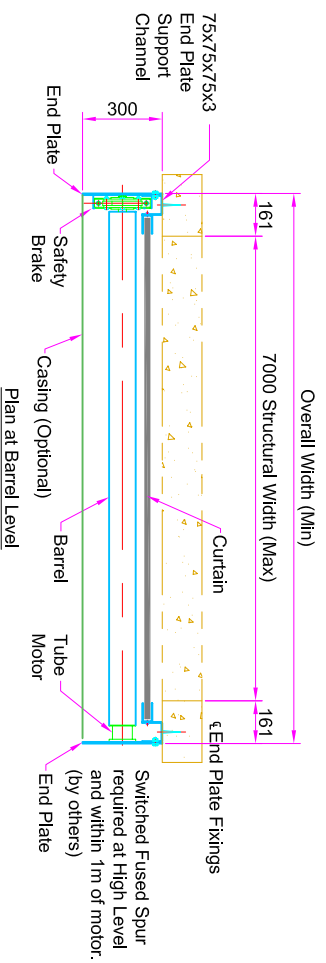 Overall Width (Min)
161
7000 Structural Width (Max)
161
75x75x75x3
End Plate
Support
Channel
300
Curtain
℄ End Plate Fixings
End Plate
Safety
Brake
Casing (Optional)
Barrel
Tube
Motor
End Plate
Switched Fused Spur
required at High Level
and within 1m of motor.
(by others)
Plan at Barrel Level